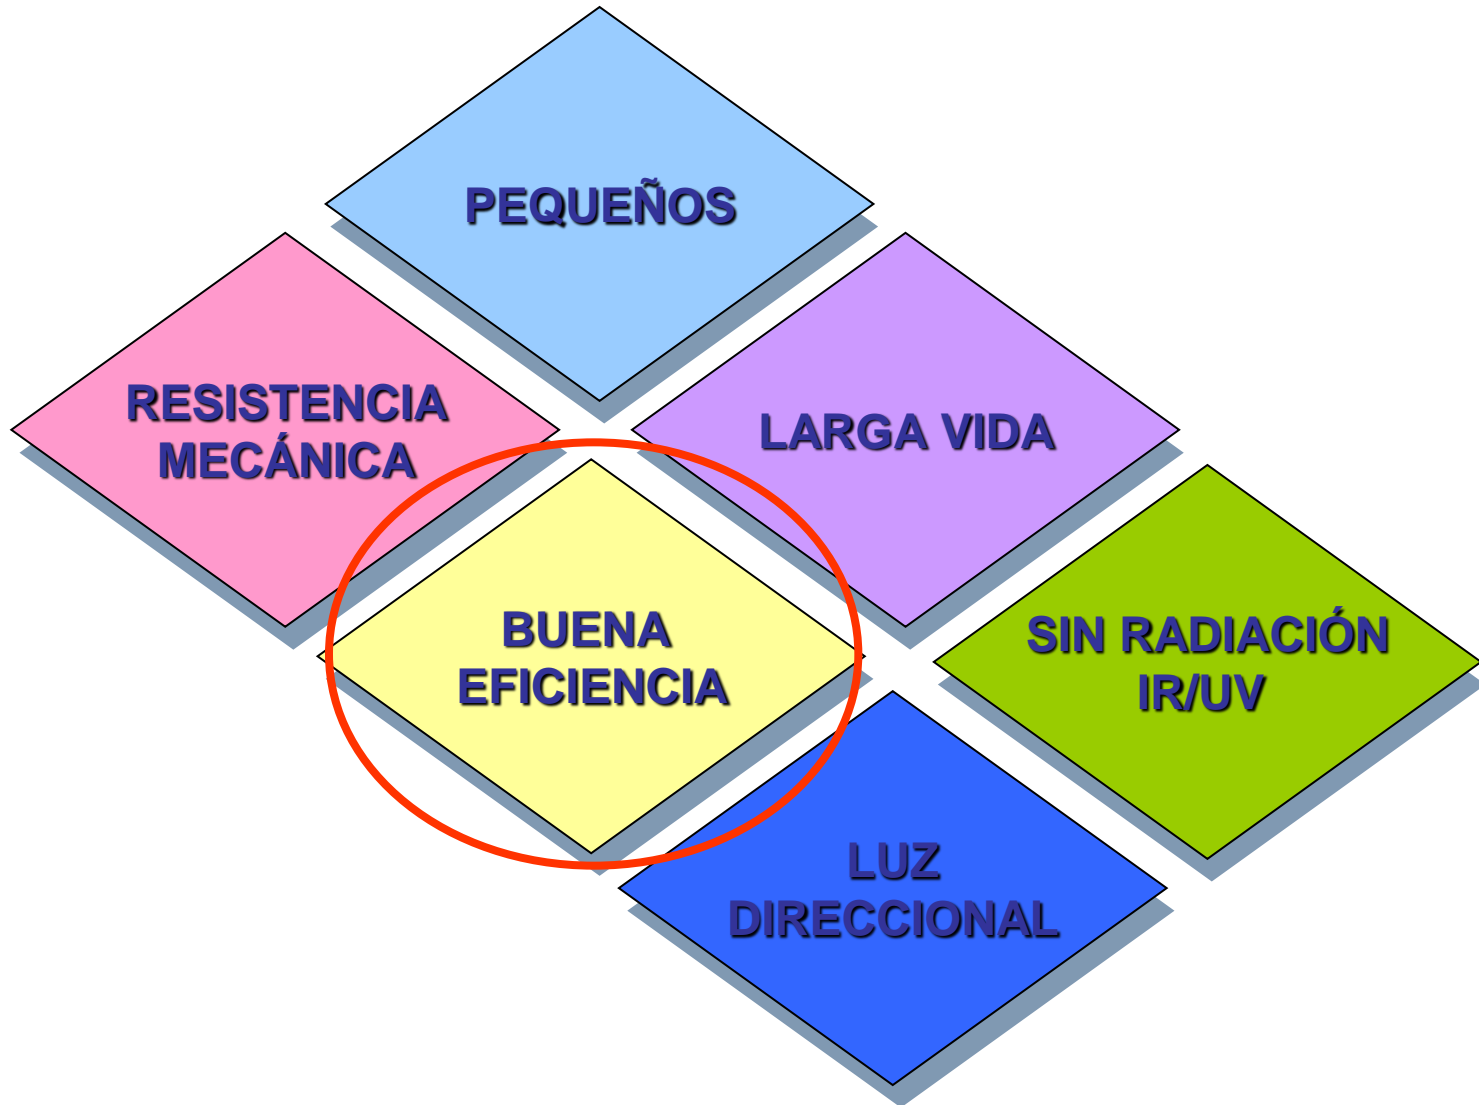 PEQUEÑOS
RESISTENCIA
MECÁNICA
LARGA VIDA
BUENA
EFICIENCIA
SIN RADIACIÓN
IR/UV
LUZ
DIRECCIONAL